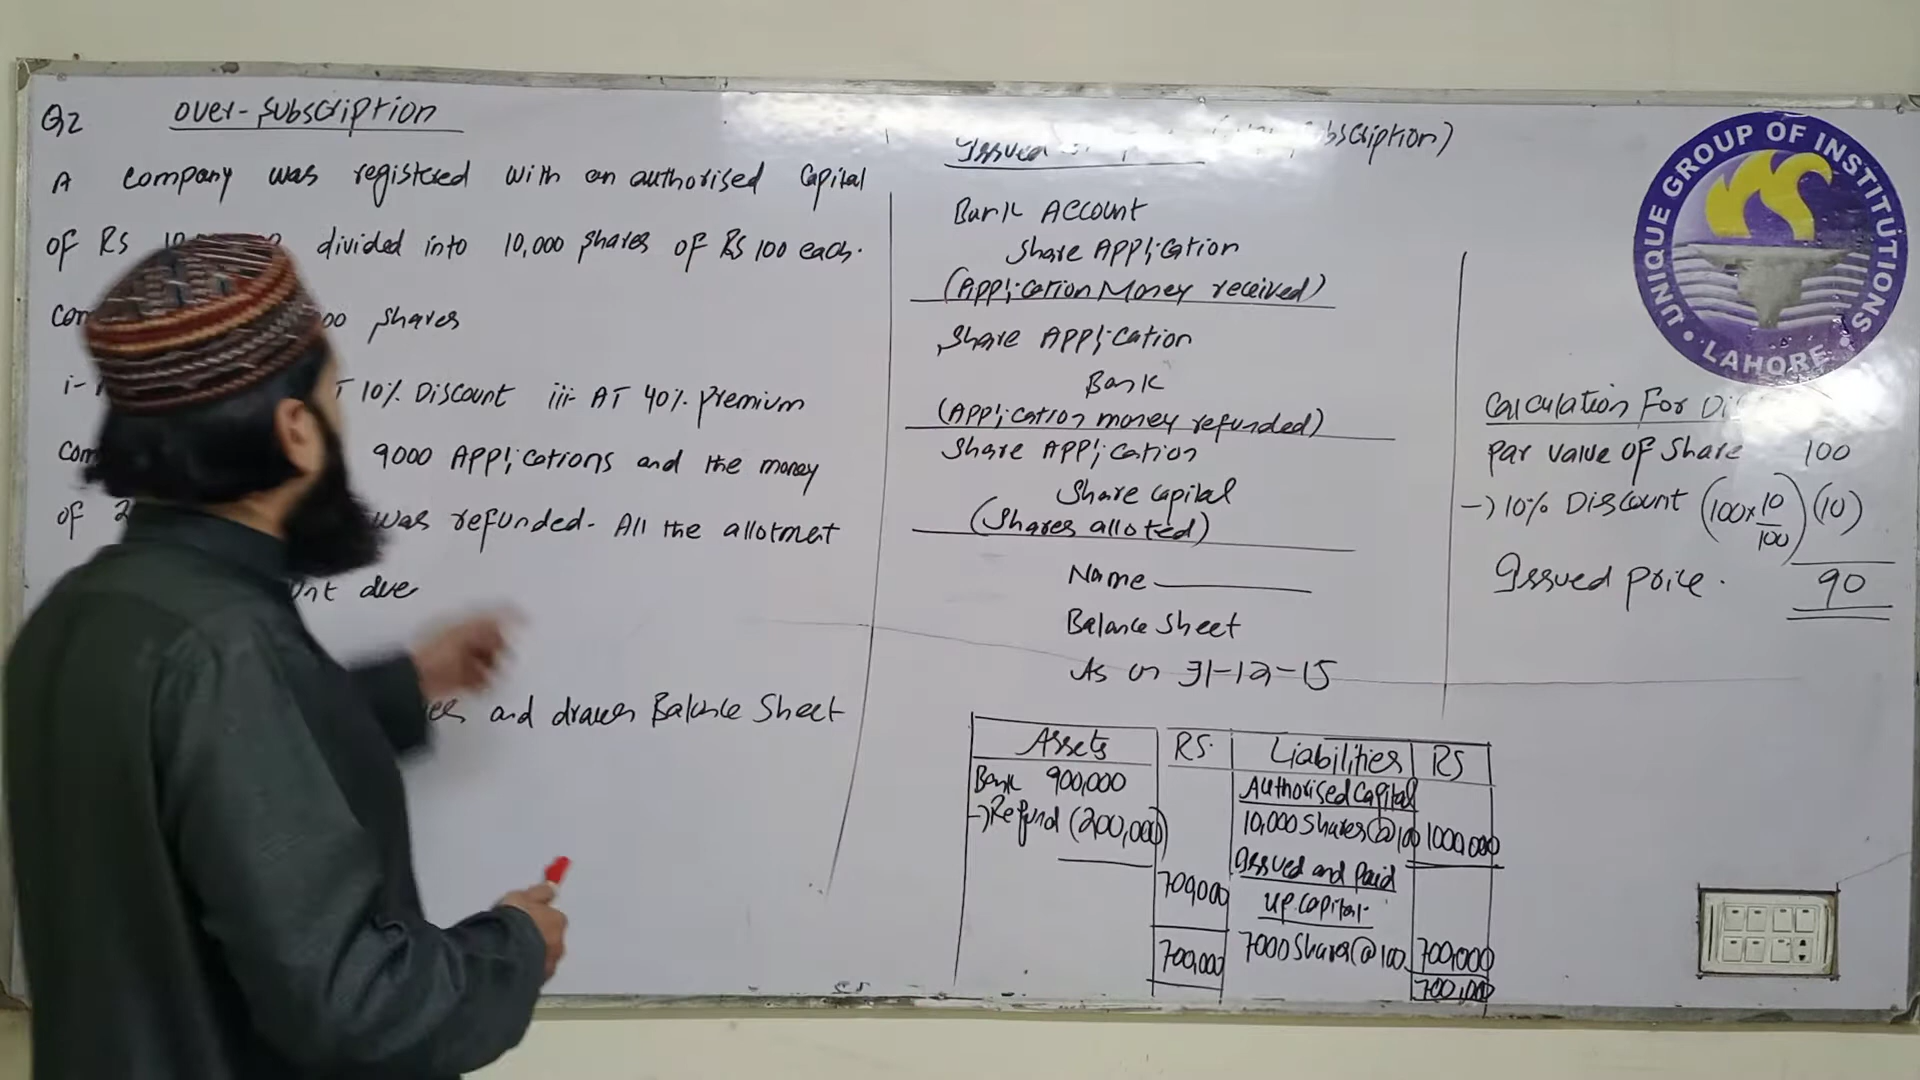 Q2 over-subscription
A company was registered with an authorised Capital
of Rs divided into 10,000 shares of Rs 100 each.
shares
i- 10% Discount iii- AT 40% premium
9000 Applications and the money
of was refunded. All the allotmet
due
and drawn Balance Sheet
Issued
Bank Account
Share Application
(Application Money received)
Share Application
Bank
(Application money refunded)
Share Application
Share Capital
(Shares alloted)
Name
Balance Sheet
As on 31-12-15
Assets RS. Liabilities RS
Bank 900,000
-) Refund (200,000)
700,000
700,000
Authorised Capital
10,000 Shares @ 100 1000,000
Issued and Paid
up. Capital.
7000 Shares @ 100 700,000
700,000
Calculation For
Par value of Share 100
-) 10% Discount (100×10/100) (10)
Issued price. 90
UNIQUE GROUP OF INSTITUTIONS
LAHORE